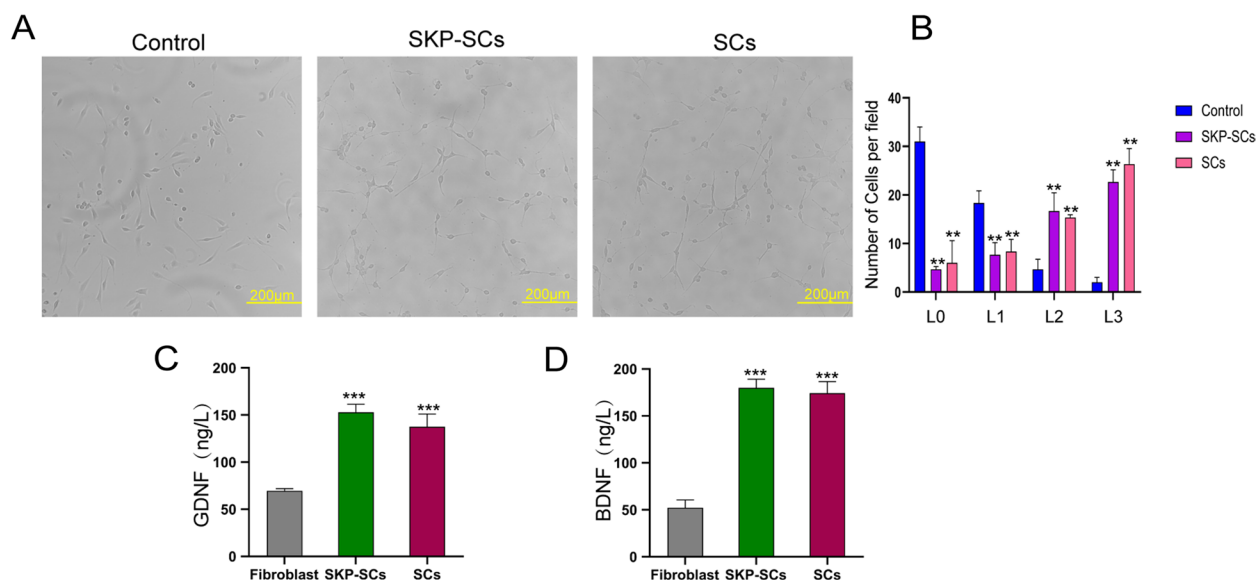 A
Control
SKP-SCs
SCs
200μm
200μm
200μm
B
Number of Cells per field
40
30
20
10
0
** ** ** ** ** ** ** **
L0 L1 L2 L3
Control
SKP-SCs
SCs
C
GDNF（ng/L）
200
150
100
50
0
*** ***
Fibroblast SKP-SCs SCs
D
BDNF（ng/L）
200
150
100
50
0
*** ***
Fibroblast SKP-SCs SCs